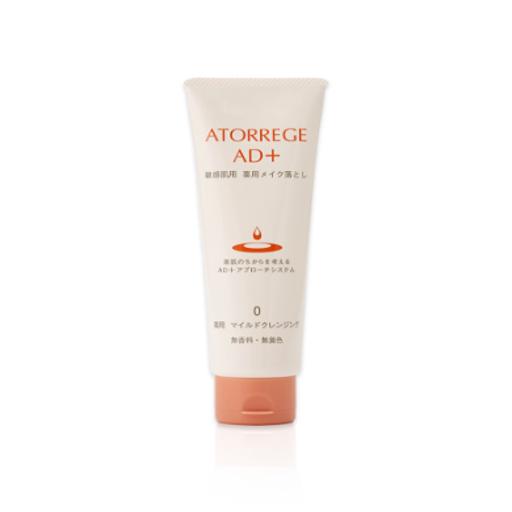 ATORREGE
AD+
敏感肌用 薬用メイク落とし
素肌のちからを考える
AD+アプローチシステム
0
薬用 マイルドクレンジング
無香料・無着色